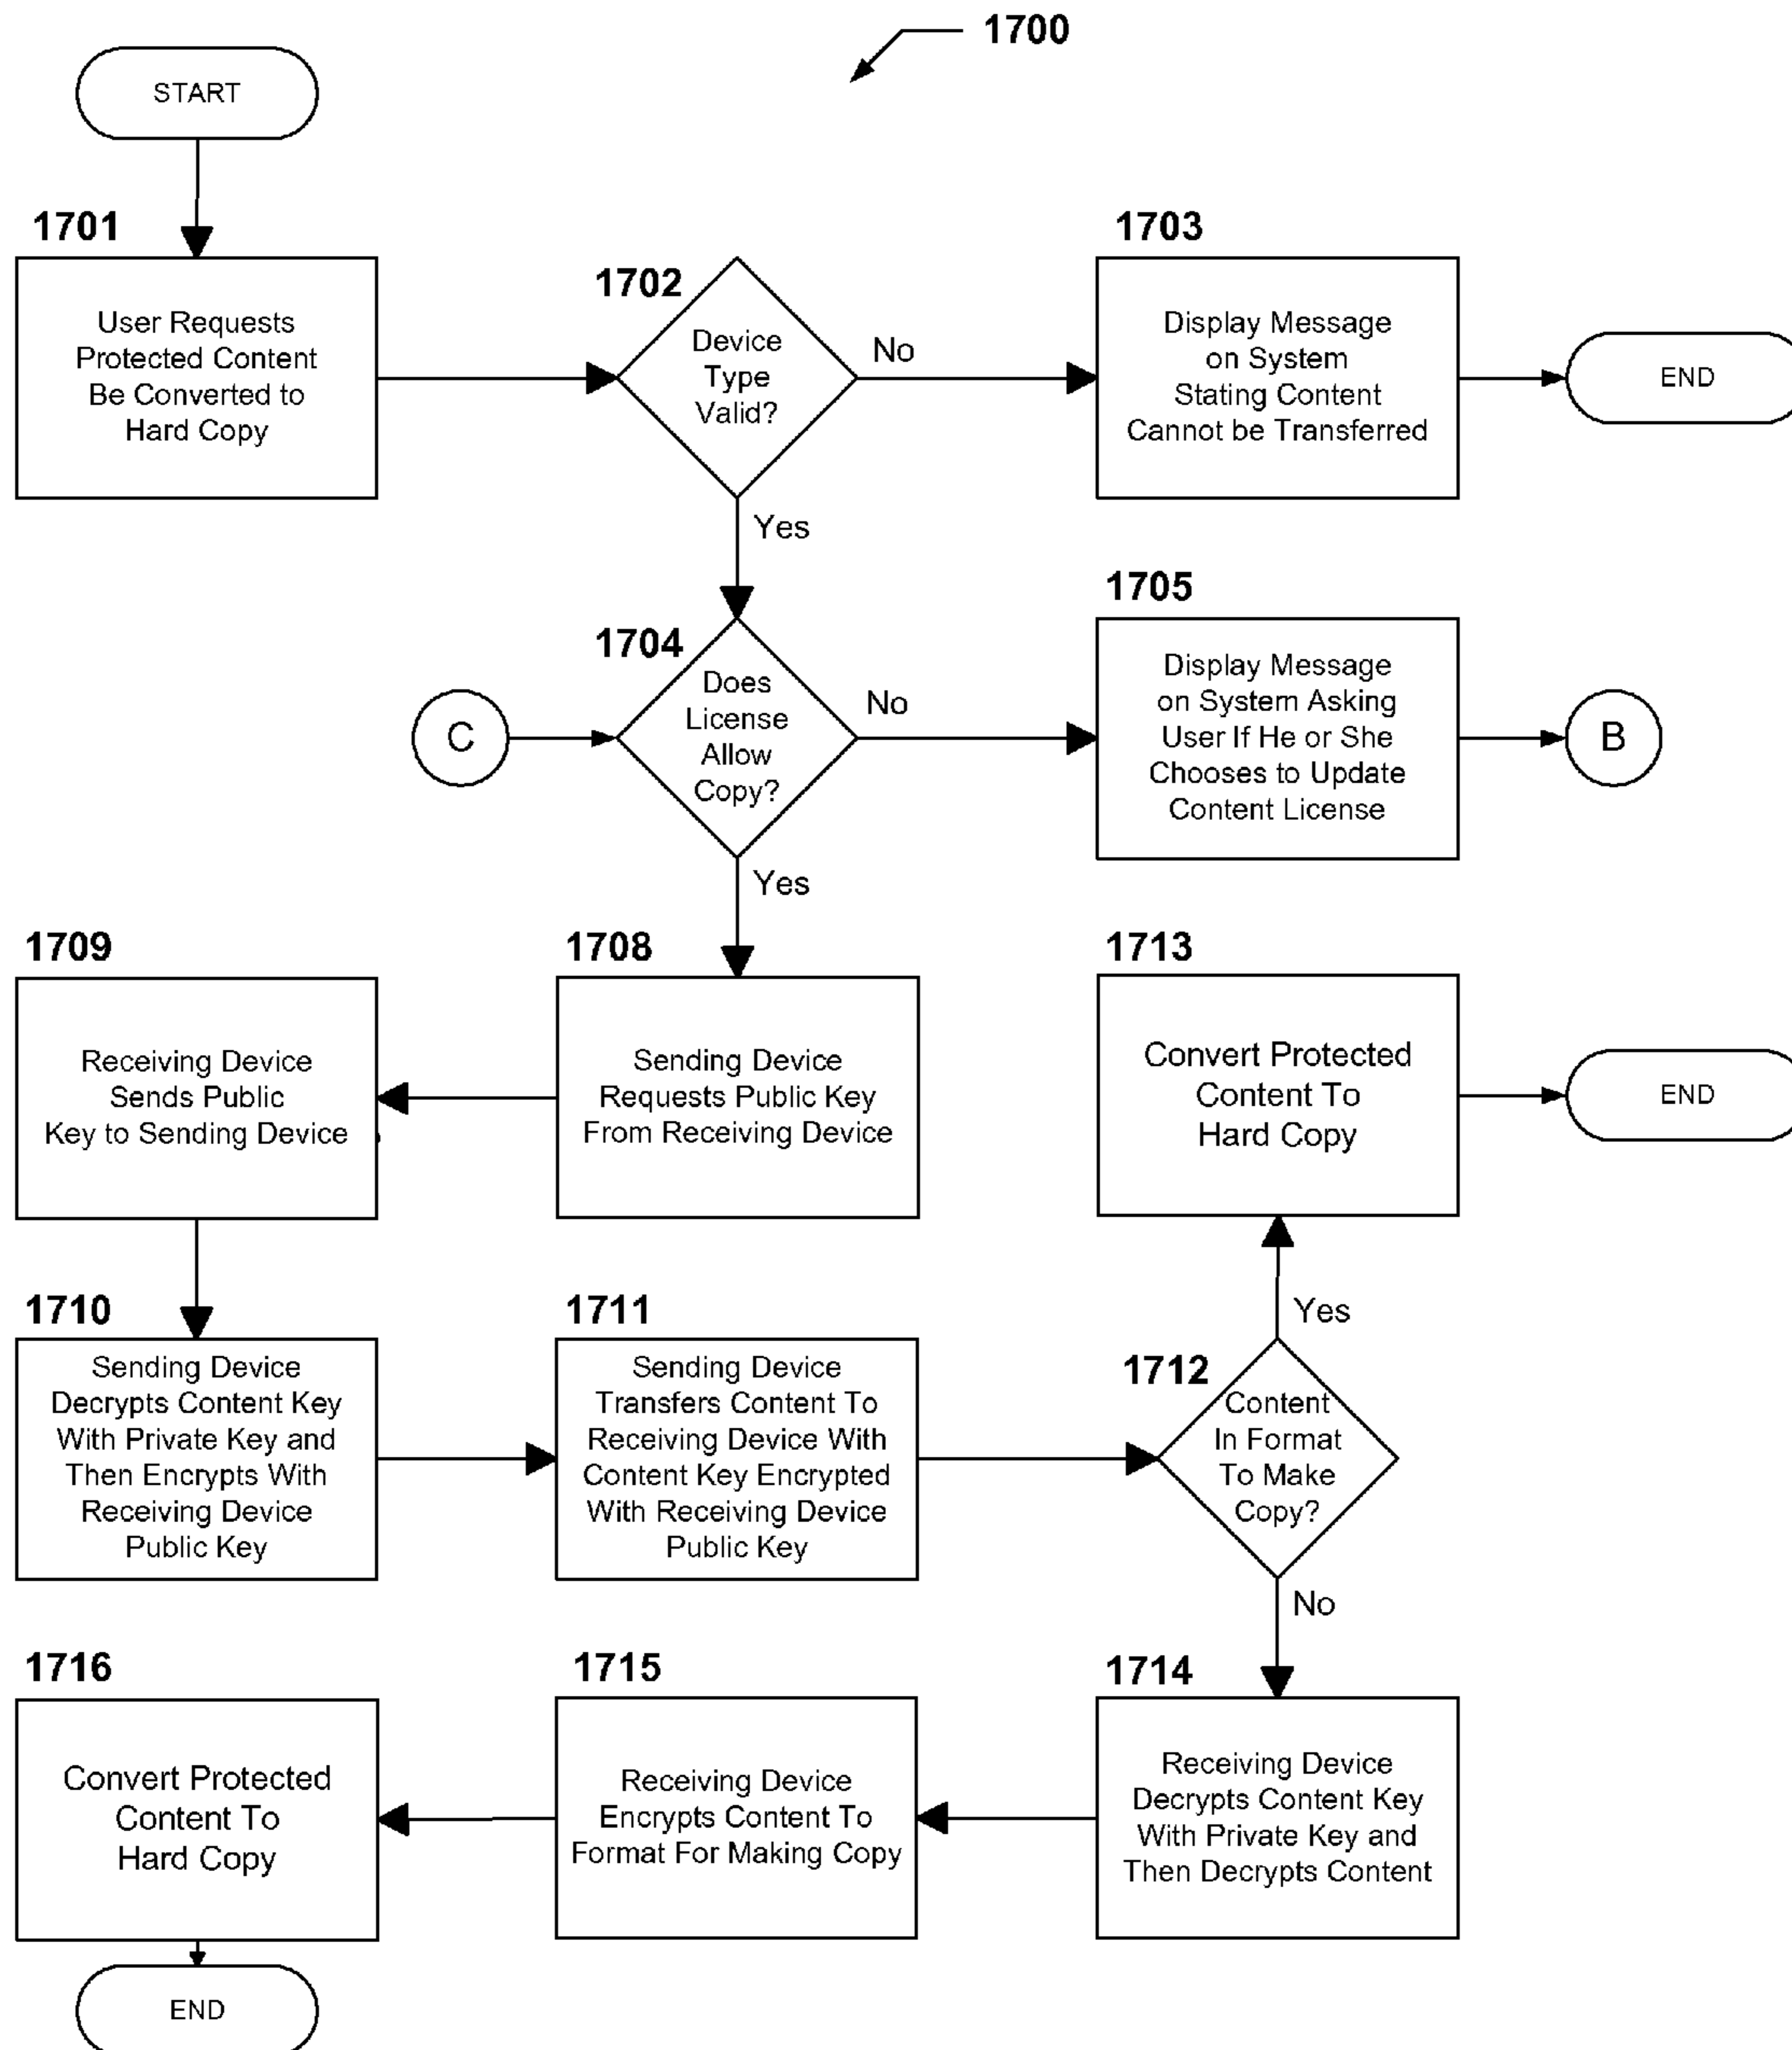 1700
START
1701
User Requests
Protected Content
Be Converted to
Hard Copy
1702
Device
Type
Valid?
No
Yes
1703
Display Message
on System
Stating Content
Cannot be Transferred
END
1704
Does
License
Allow
Copy?
C
No
Yes
1705
Display Message
on System Asking
User If He or She
Chooses to Update
Content License
B
1709
Receiving Device
Sends Public
Key to Sending Device
1708
Sending Device
Requests Public Key
From Receiving Device
1713
Convert Protected
Content To
Hard Copy
END
1710
Sending Device
Decrypts Content Key
With Private Key and
Then Encrypts With
Receiving Device
Public Key
1711
Sending Device
Transfers Content To
Receiving Device With
Content Key Encrypted
With Receiving Device
Public Key
Yes
1712
Content
In Format
To Make
Copy?
No
1716
Convert Protected
Content To
Hard Copy
1715
Receiving Device
Encrypts Content To
Format For Making Copy
1714
Receiving Device
Decrypts Content Key
With Private Key and
Then Decrypts Content
END